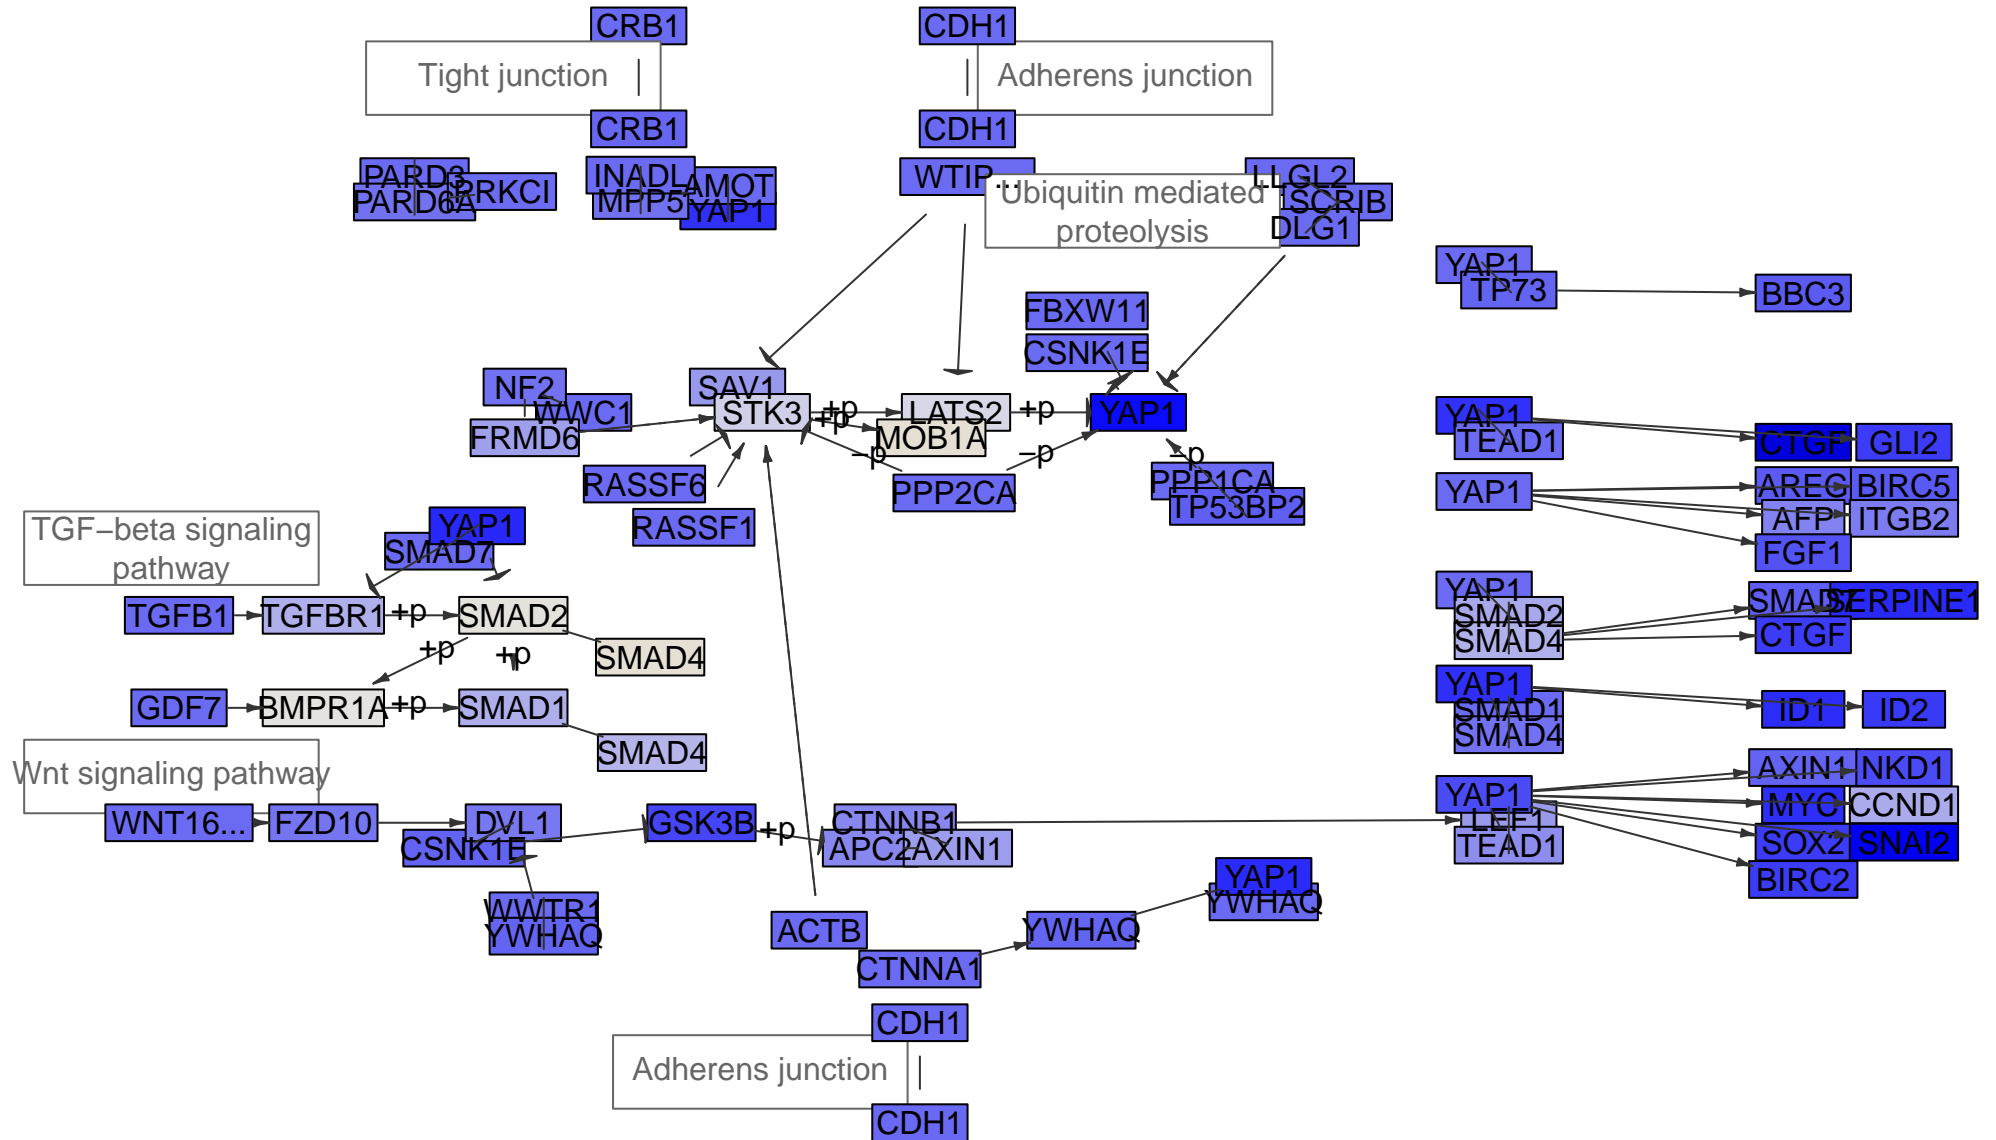 CRB1
CDH1
Tight junction
Adherens junction
CRB1
CDH1
PARD3
PARD6A
PRKCI
INADL
MPP5
AMOT
YAP1
WTIP...
Ubiquitin mediated
proteolysis
LLGL2
SCRIB
DLG1
YAP1
TP73
BBC3
FBXW11
CSNK1E
NF2
WWC1
FRMD6
SAV1
STK3
+p
+p
LATS2
MOB1A
+p
YAP1
−p
−p
−p
RASSF6
RASSF1
PPP2CA
PPP1CA
TP53BP2
YAP1
TEAD1
CTGF
GLI2
YAP1
AREG
BIRC5
AFP
ITGB2
FGF1
TGF−beta signaling
pathway
YAP1
SMAD7
TGFB1
TGFBR1
+p
SMAD2
+p
+p
SMAD4
GDF7
BMPR1A
+p
SMAD1
SMAD4
YAP1
SMAD2
SMAD4
SMAD7
SERPINE1
CTGF
YAP1
SMAD1
SMAD4
ID1
ID2
Wnt signaling pathway
WNT16...
FZD10
DVL1
CSNK1E
GSK3B
+p
CTNNB1
APC2
AXIN1
YAP1
LEF1
TEAD1
AXIN1
NKD1
MYC
CCND1
SOX2
SNAI2
BIRC2
WWTR1
YWHAQ
ACTB
CTNNA1
YWHAQ
YAP1
YWHAQ
CDH1
Adherens junction
CDH1